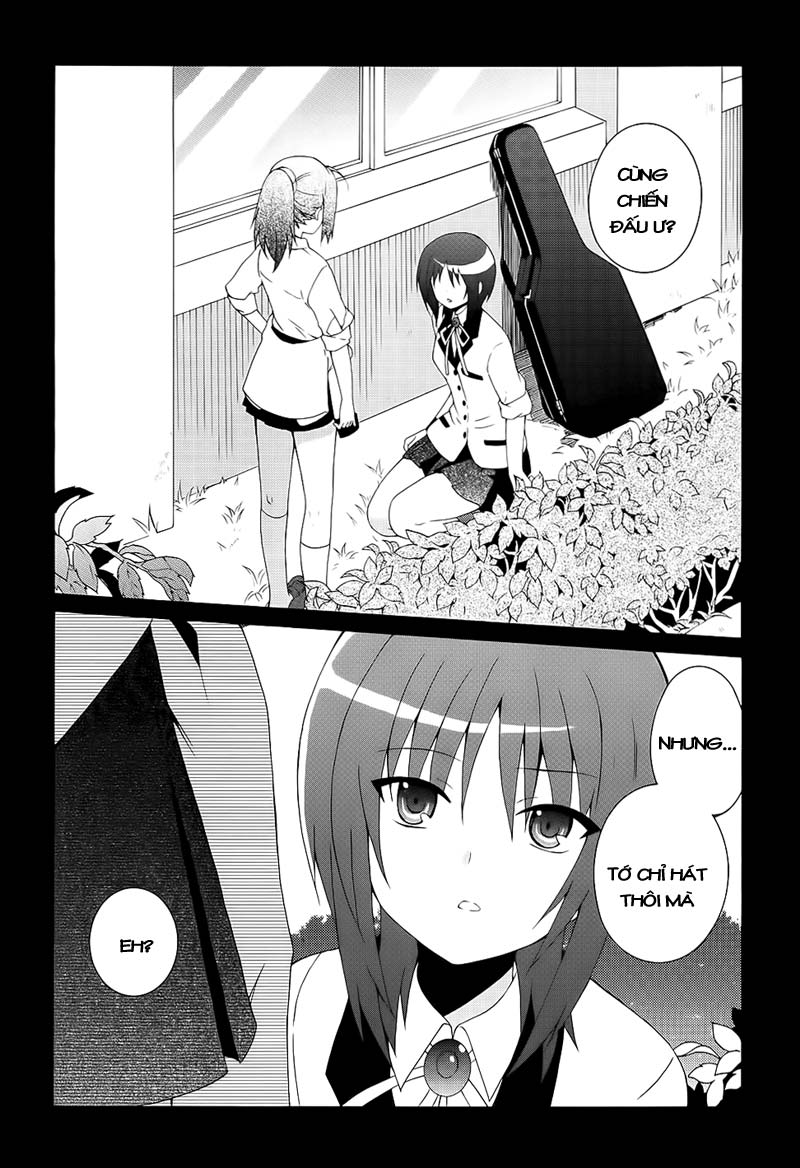 CÙNG
CHIẾN
ĐẤU Ư?
NHƯNG...
TỚ CHỈ HÁT
THÔI MÀ
EH?